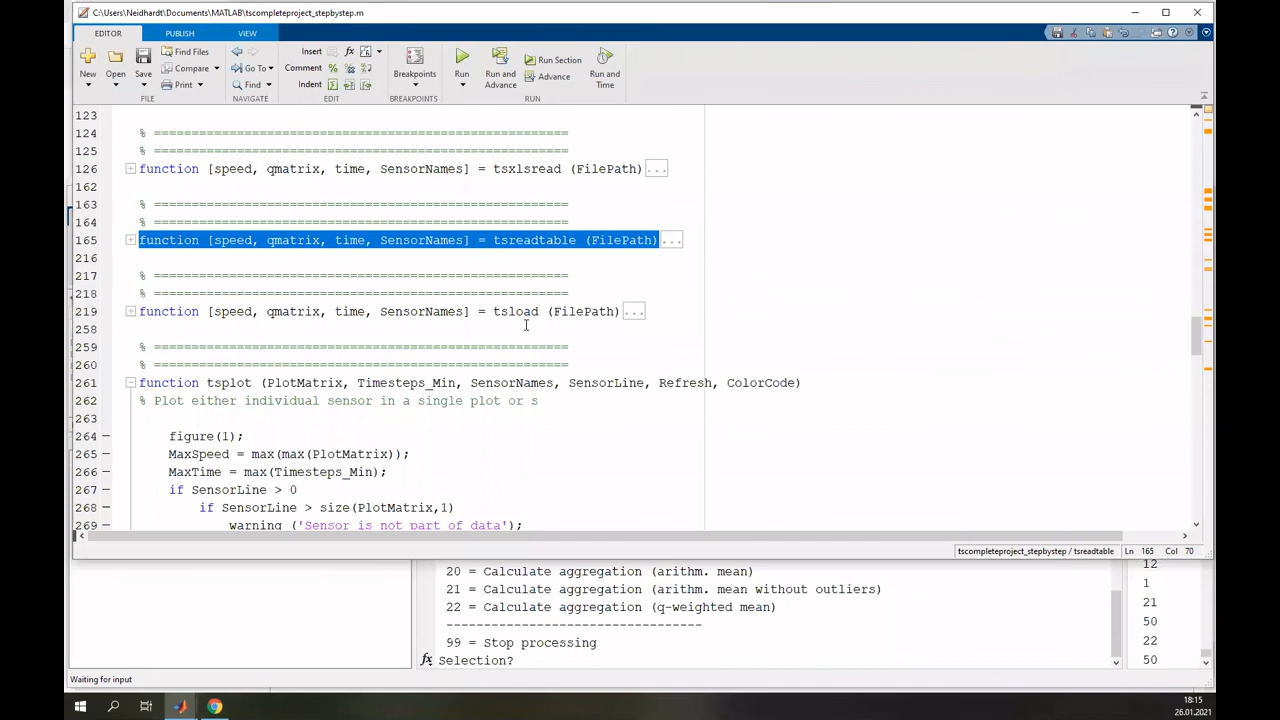 C:\Users\Neidhardt\Documents\MATLAB\tscompleteproject_stepbystep.m
EDITOR PUBLISH VIEW
New Open Save Find Files Compare Print
FILE
Go To Find
NAVIGATE
Insert fx
Comment %
Indent
EDIT
Breakpoints
BREAKPOINTS
Run Run and Advance Run Section Advance Run and Time
RUN
123
124 % =======================================================
125 % =======================================================
126 function [speed, qmatrix, time, SensorNames] = tsxlsread (FilePath)...
162
163 % =======================================================
164 % =======================================================
165 function [speed, qmatrix, time, SensorNames] = tsreadtable (FilePath)...
216
217 % =======================================================
218 % =======================================================
219 function [speed, qmatrix, time, SensorNames] = tsload (FilePath)...
258
259 % =======================================================
260 % =======================================================
261 function tsplot (PlotMatrix, Timesteps_Min, SensorNames, SensorLine, Refresh, ColorCode)
262 % Plot either individual sensor in a single plot or s
263
264 figure(1);
265 MaxSpeed = max(max(PlotMatrix));
266 MaxTime = max(Timesteps_Min);
267 if SensorLine > 0
268 if SensorLine > size(PlotMatrix,1)
269 warning ('Sensor is not part of data');
tscompleteproject_stepbystep / tsreadtable Ln 165 Col 70
20 = Calculate aggregation (arithm. mean)
21 = Calculate aggregation (arithm. mean without outliers)
22 = Calculate aggregation (q-weighted mean)
---------------------------------
99 = Stop processing
fx Selection?
12
1
21
50
22
50
Waiting for input
18:15
26.01.2021